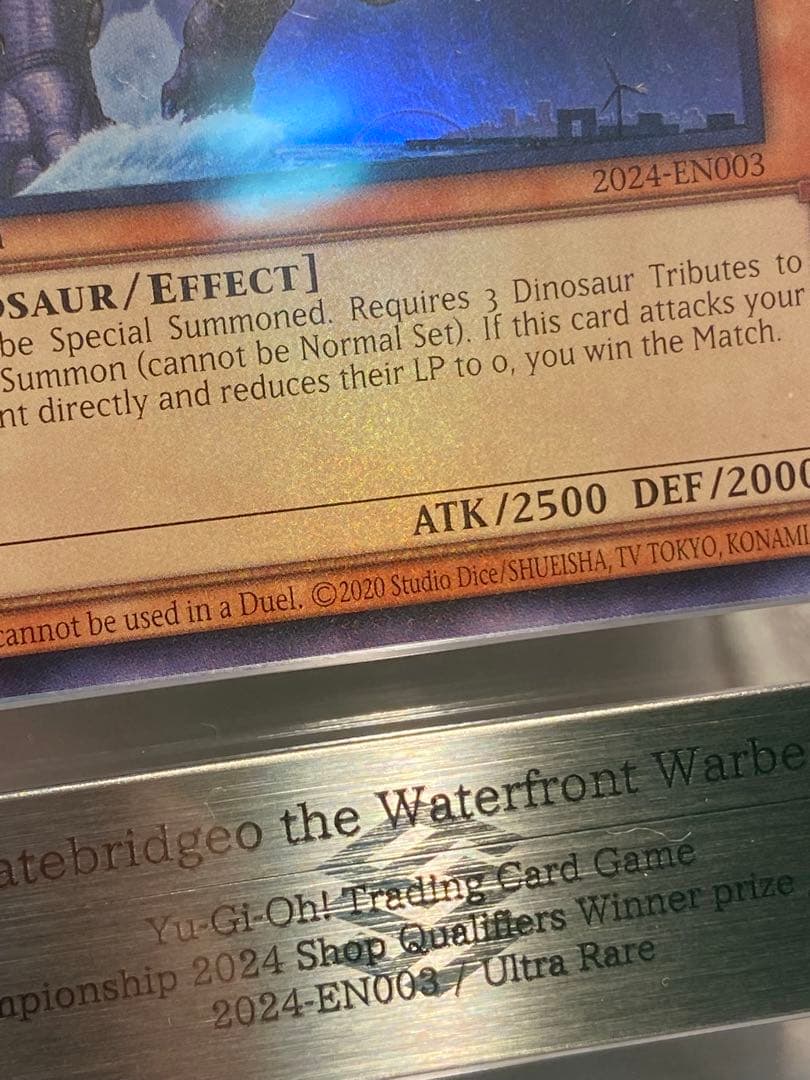 2024-EN003
OSAUR/EFFECT]
be Special Summoned. Requires 3 Dinosaur Tributes to
Summon (cannot be Normal Set). If this card attacks your
nt directly and reduces their LP to 0, you win the Match.
ATK/2500 DEF/2000
cannot be used in a Duel. ©2020 Studio Dice/SHUEISHA, TV TOKYO, KONAMI
atebridgeo the Waterfront Warbe
Yu-Gi-Oh! Trading Card Game
mpionship 2024 Shop Qualifiers Winner prize
2024-EN003 / Ultra Rare